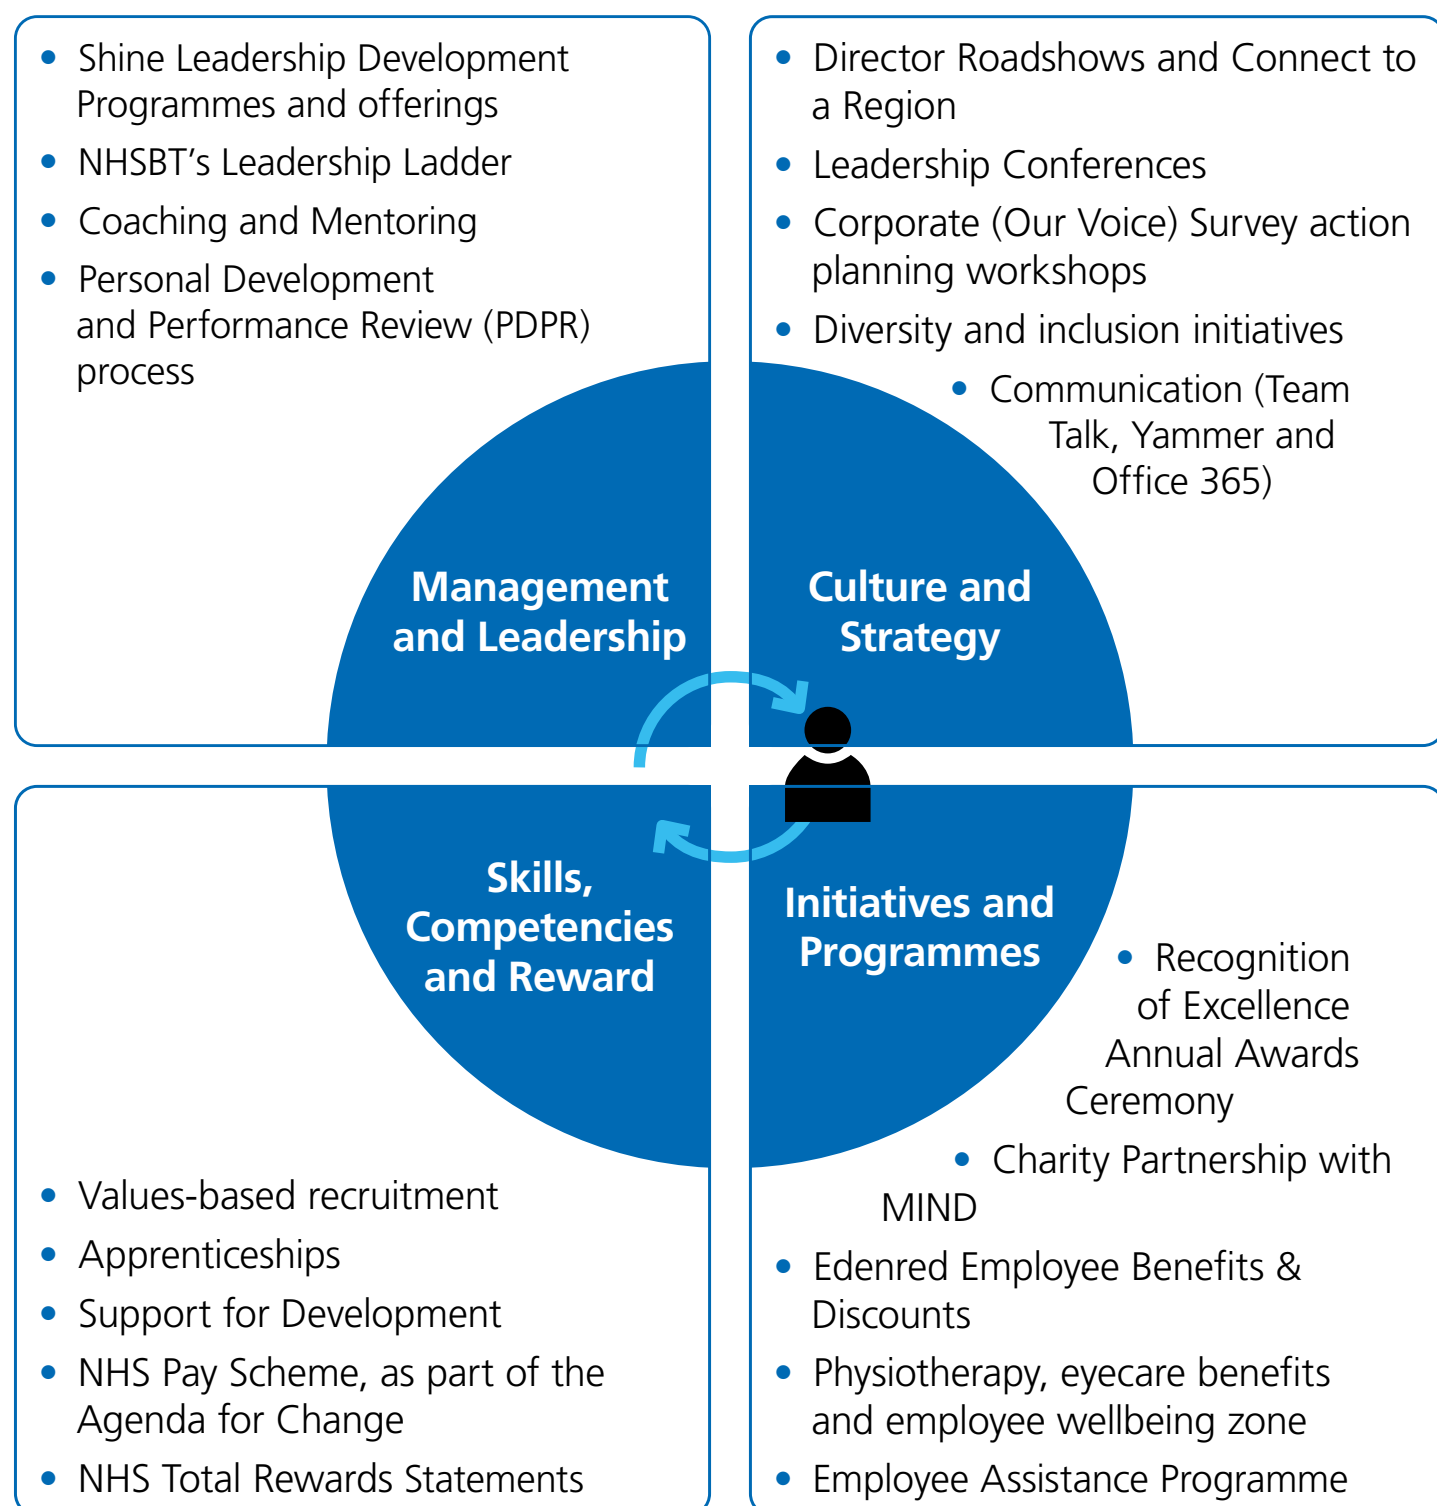 • Shine Leadership Development
Programmes and offerings
• NHSBT’s Leadership Ladder
• Coaching and Mentoring
• Personal Development
and Performance Review (PDPR)
process
Management
and Leadership
• Director Roadshows and Connect to
a Region
• Leadership Conferences
• Corporate (Our Voice) Survey action
planning workshops
• Diversity and inclusion initiatives
• Communication (Team
Talk, Yammer and
Office 365)
Culture and
Strategy
Skills,
Competencies
and Reward
• Values-based recruitment
• Apprenticeships
• Support for Development
• NHS Pay Scheme, as part of the
Agenda for Change
• NHS Total Rewards Statements
Initiatives and
Programmes
• Recognition
of Excellence
Annual Awards
Ceremony
• Charity Partnership with
MIND
• Edenred Employee Benefits &
Discounts
• Physiotherapy, eyecare benefits
and employee wellbeing zone
• Employee Assistance Programme